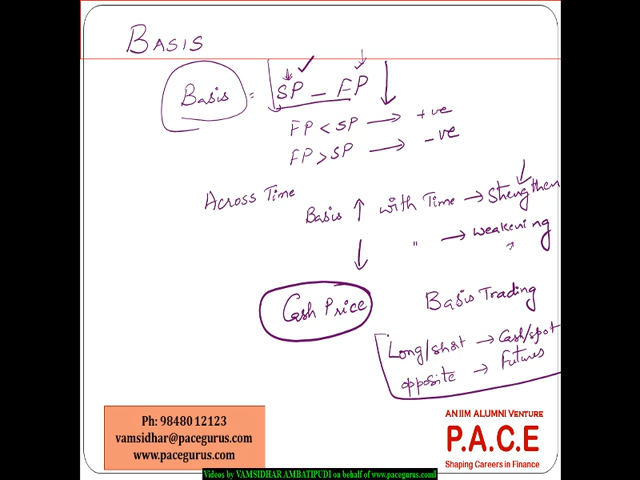 BASIS
Basis = SP - FP
FP < SP → +ve
FP > SP → -ve
Across Time
Basis ↑ with Time → Strengthen
↓ " → weakening
Cash Price
Basis Trading
Long/short → Cash/spot
opposite → Futures
Ph: 98480 12123
vamsidhar@pacegurus.com
www.pacegurus.com
AN IIM ALUMNI VENTURE
P.A.C.E
Shaping Careers in Finance
Videos by VAMSIDHAR AMBATIPUDI on behalf of www.pacegurus.com